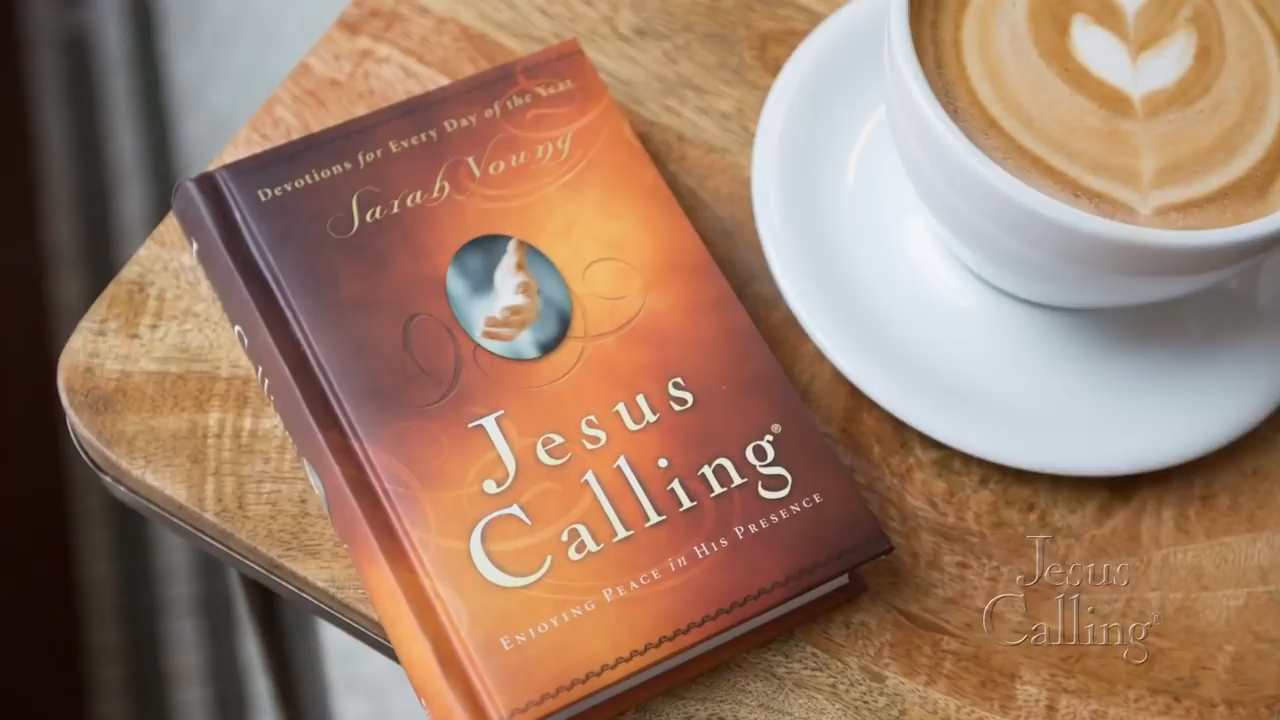 Devotions for Every Day of the Year
Sarah Young
Jesus
Calling®
Enjoying Peace in His Presence
Jesus
Calling®